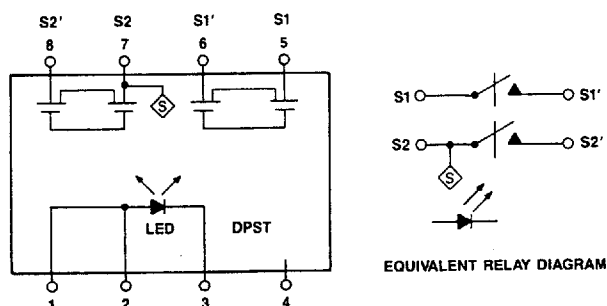 S2' S2 S1' S1
8 7 6 5
S
LED DPST
1 2 3 4
S1 S1'
S2 S2'
S
EQUIVALENT RELAY DIAGRAM